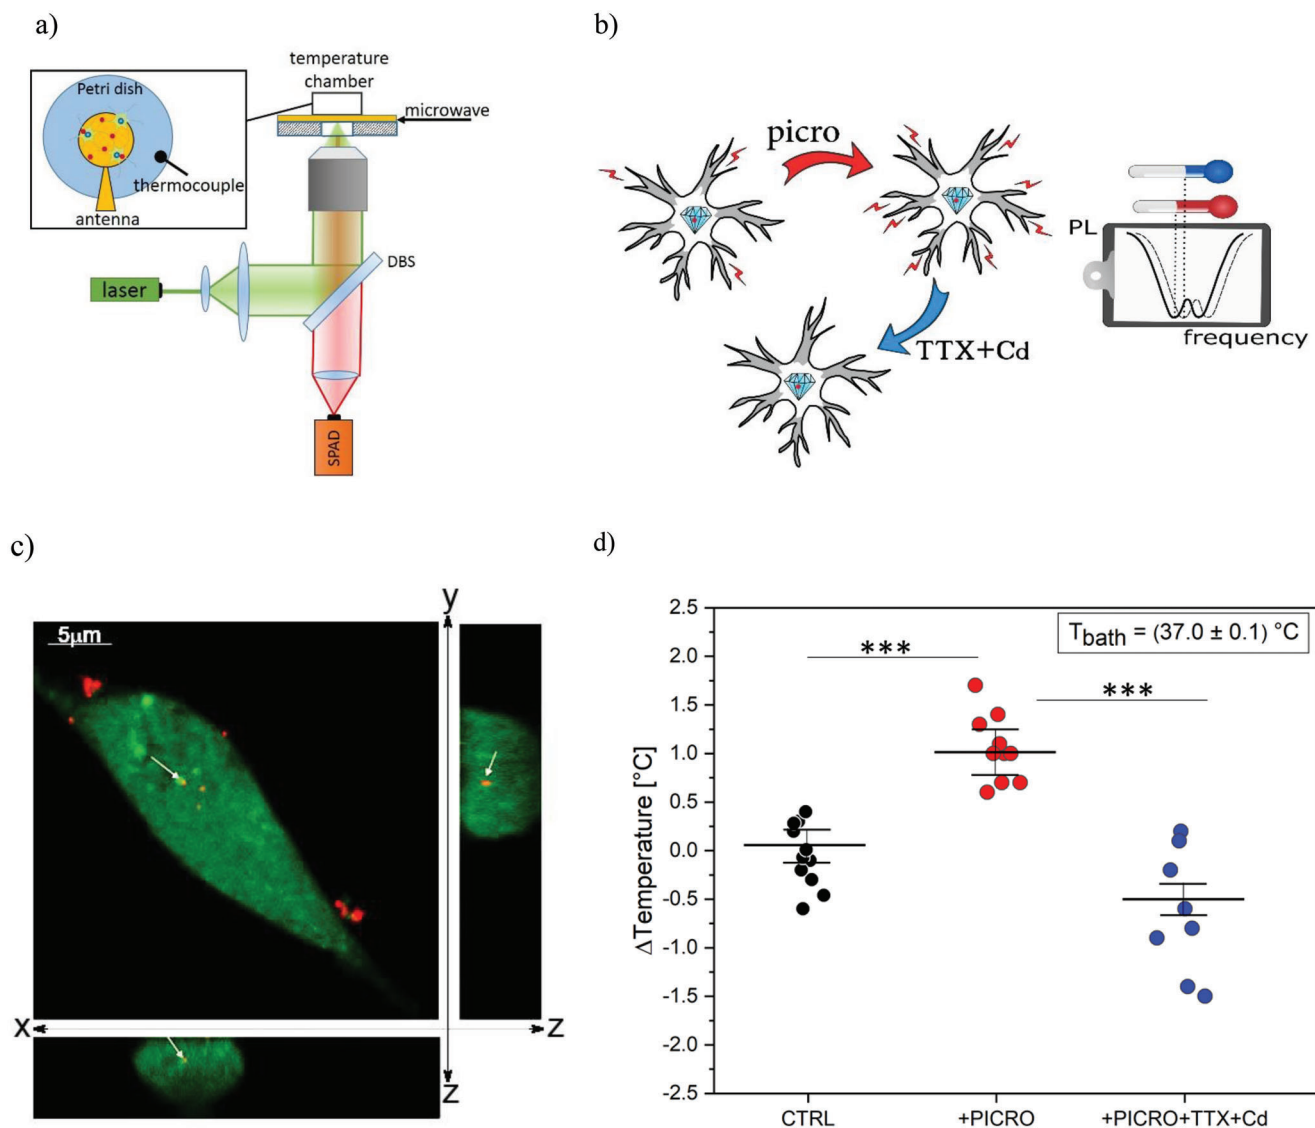 a)
temperature
chamber
Petri dish
microwave
thermocouple
antenna
DBS
laser
SPAD
b)
picro
TTX+Cd
PL
frequency
c)
5μm
y
x
z
z
d)
2.5
2.0
1.5
1.0
0.5
0.0
-0.5
-1.0
-1.5
-2.0
-2.5
ΔTemperature [°C]
T_bath = (37.0 ± 0.1) °C
***
***
CTRL
+PICRO
+PICRO+TTX+Cd